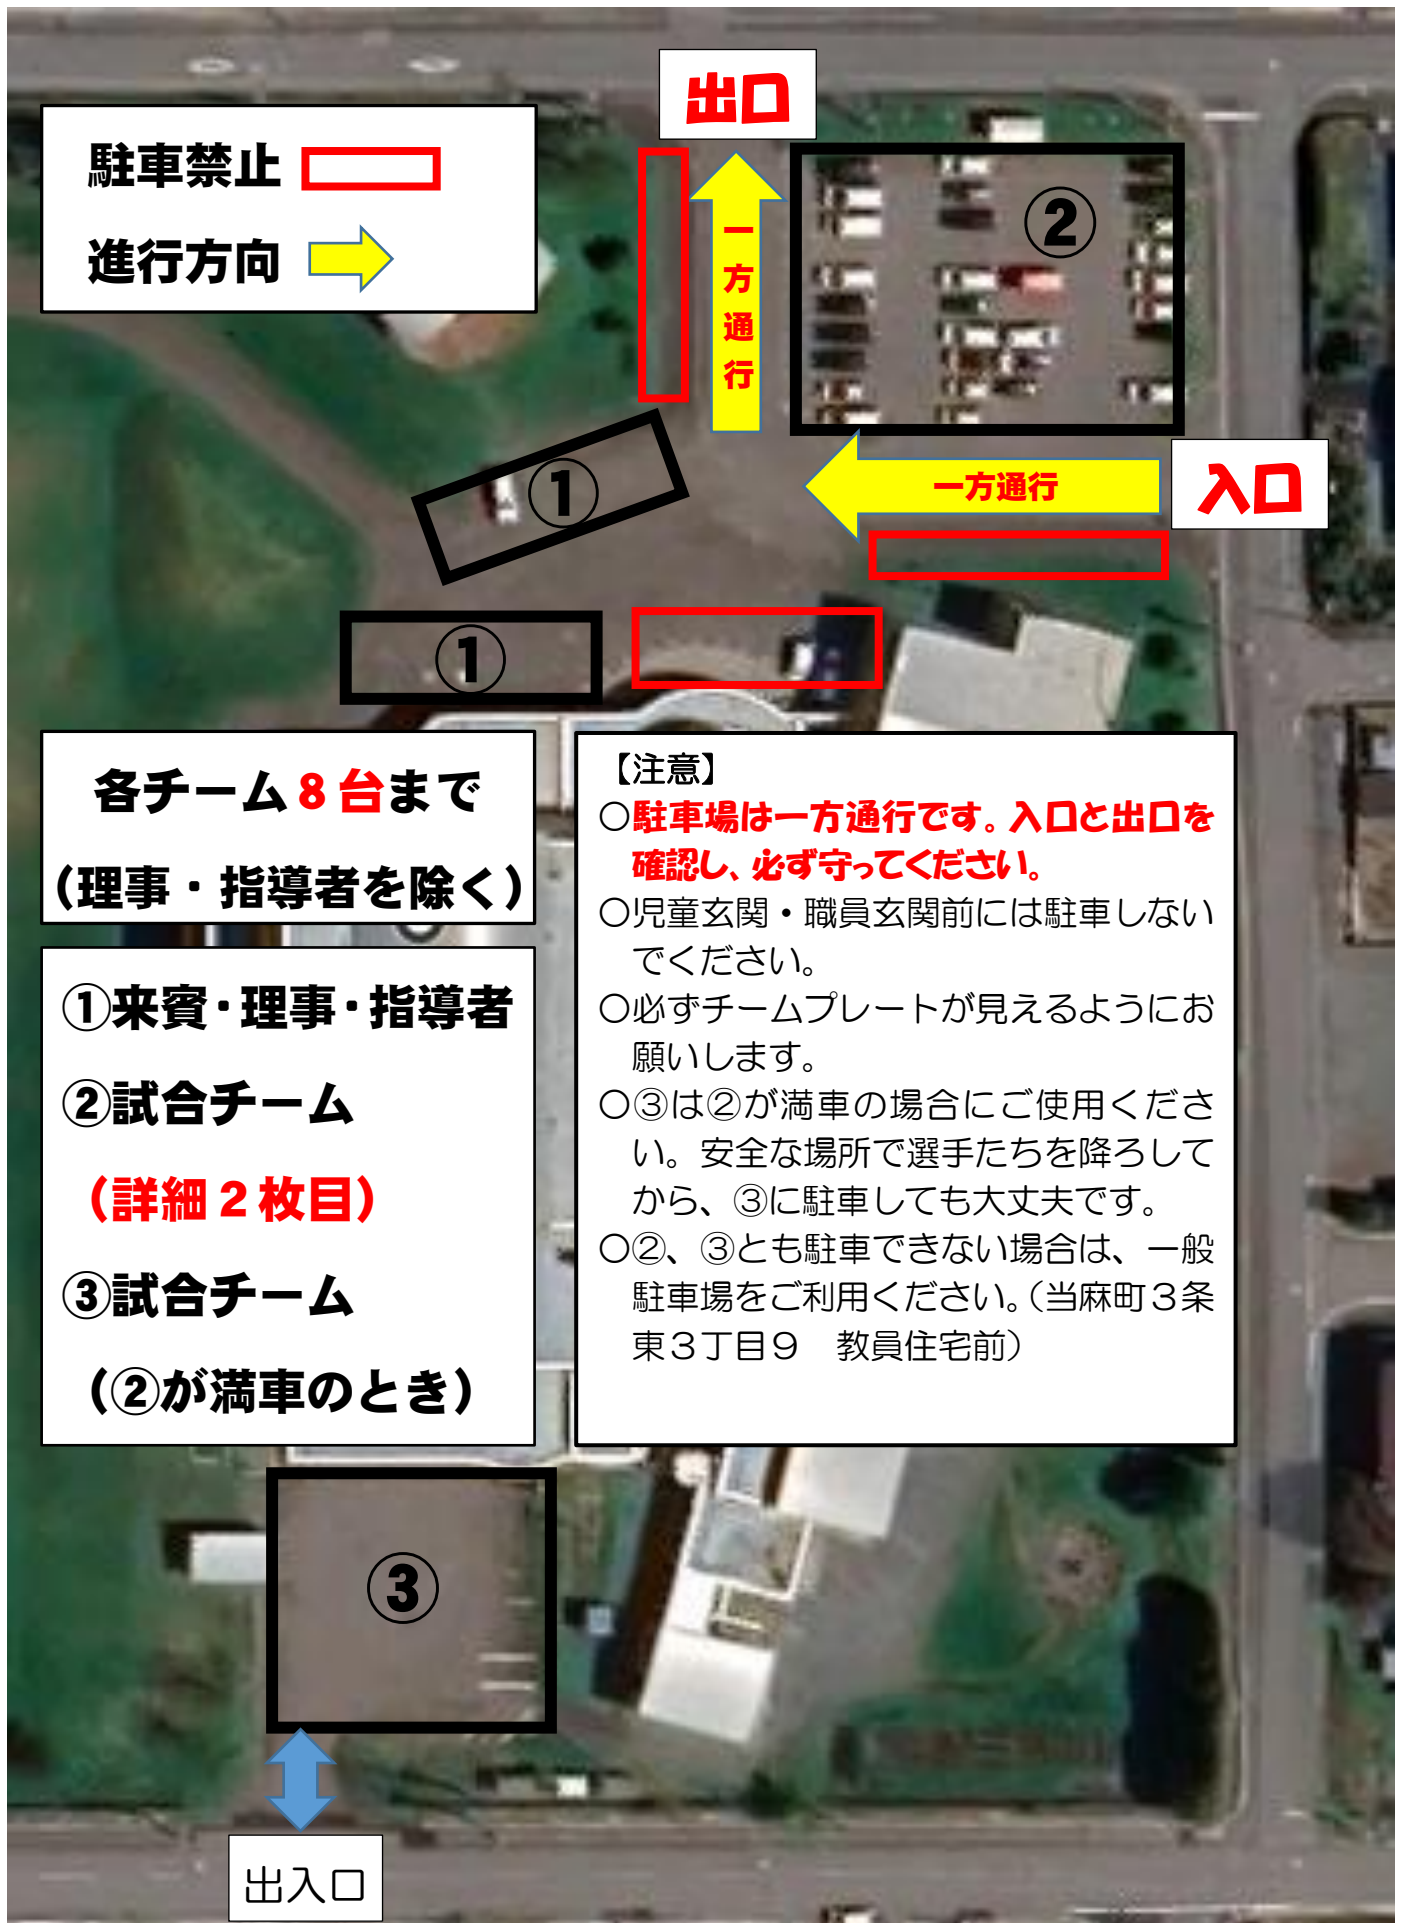 出口
駐車禁止
進行方向
②
一方通行
①
一方通行
入口
①
各チーム８台まで
（理事・指導者を除く）
①来賓・理事・指導者
②試合チーム
（詳細２枚目）
③試合チーム
（②が満車のとき）
【注意】
〇駐車場は一方通行です。入口と出口を
確認し、必ず守ってください。
〇児童玄関・職員玄関前には駐車しない
でください。
〇必ずチームプレートが見えるようにお
願いします。
〇③は②が満車の場合にご使用くださ
い。安全な場所で選手たちを降ろして
から、③に駐車しても大丈夫です。
〇②、③とも駐車できない場合は、一般
駐車場をご利用ください。（当麻町３条
東３丁目９　教員住宅前）
③
出入口